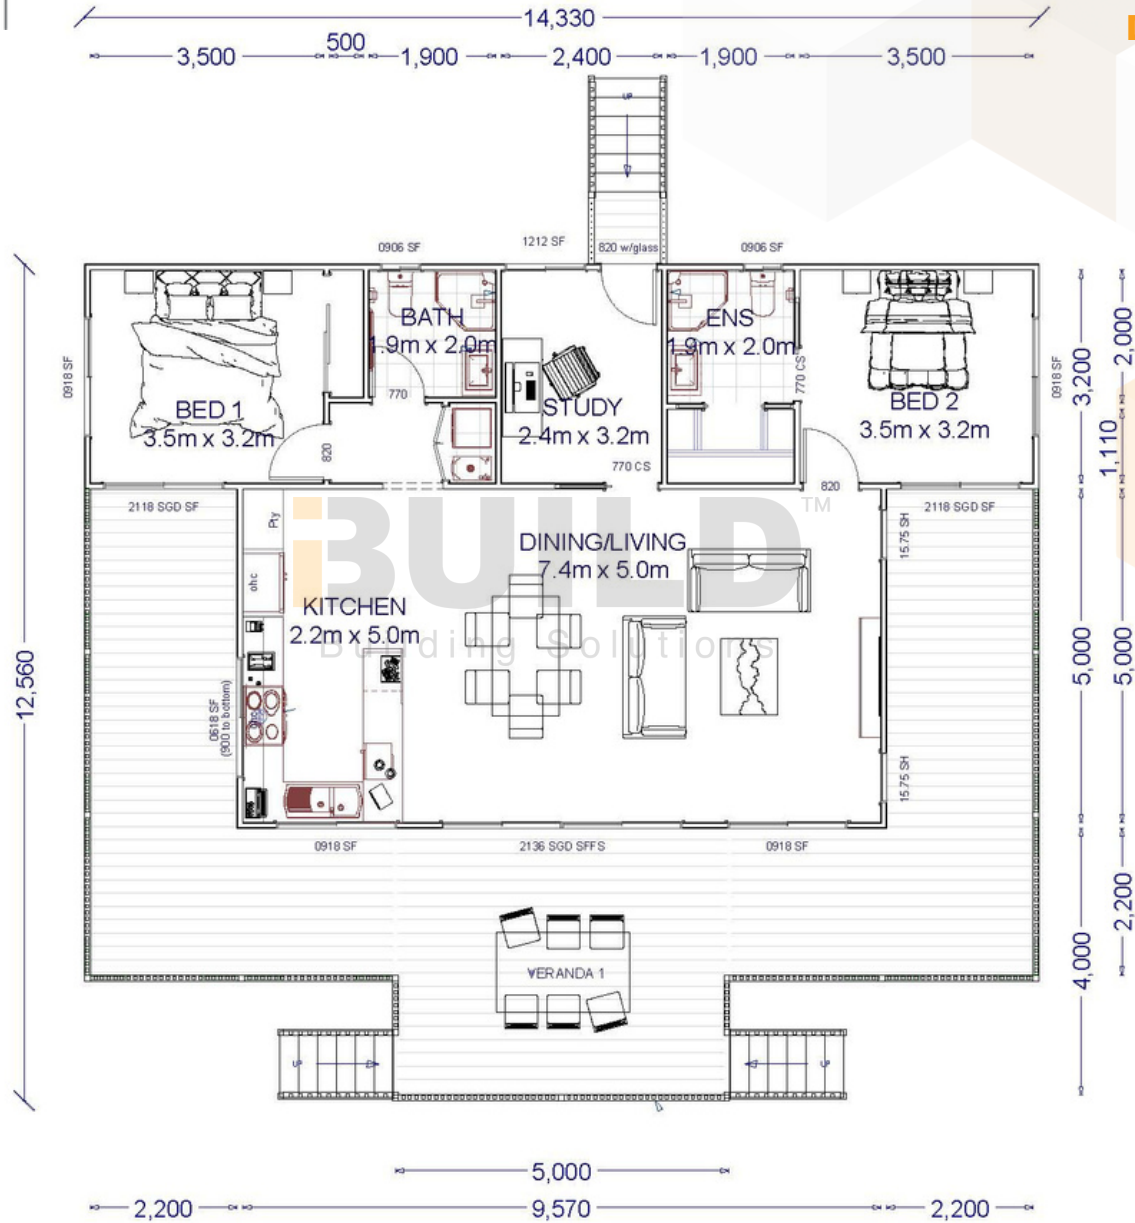 14,330
3,500
500
1,900
2,400
1,900
3,500
UP
0906 SF
1212 SF
820 w/glass
0906 SF
BATH
1.9m x 2.0m
770
ENS
1.9m x 2.0m
770 CS
0918 SF
BED 1
3.5m x 3.2m
820
STUDY
2.4m x 3.2m
770 CS
BED 2
3.5m x 3.2m
820
0918 SF
3,200
2,000
1,110
2118 SGD SF
Pty
ohc
iBUILD™
Building Solutions
DINING/LIVING
7.4m x 5.0m
KITCHEN
2.2m x 5.0m
15.75 SH
2118 SGD SF
12,560
0618 SF
(900 to bottom)
15.75 SH
5,000
5,000
0918 SF
2136 SGD SFFS
0918 SF
VERANDA 1
2,200
4,000
UP
UP
5,000
2,200
9,570
2,200